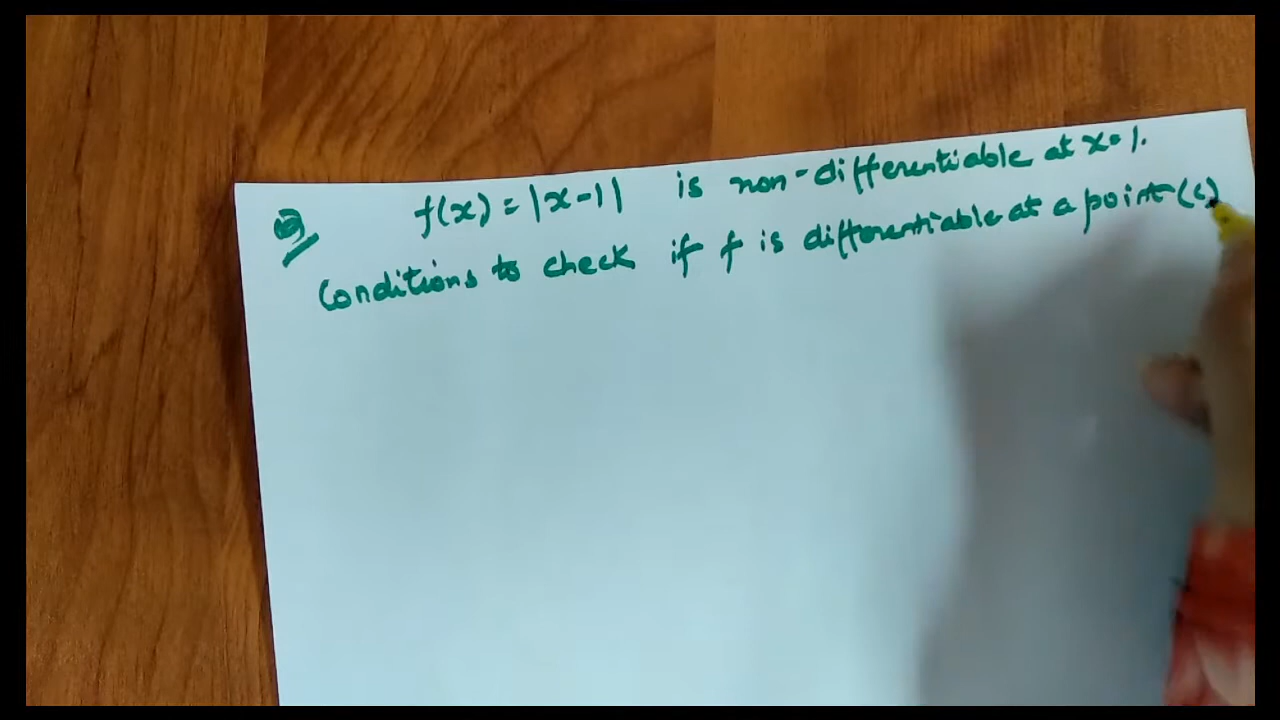 Q) f(x) = |x-1| is non-differentiable at x=1.
Conditions to check if f is differentiable at a point (c)